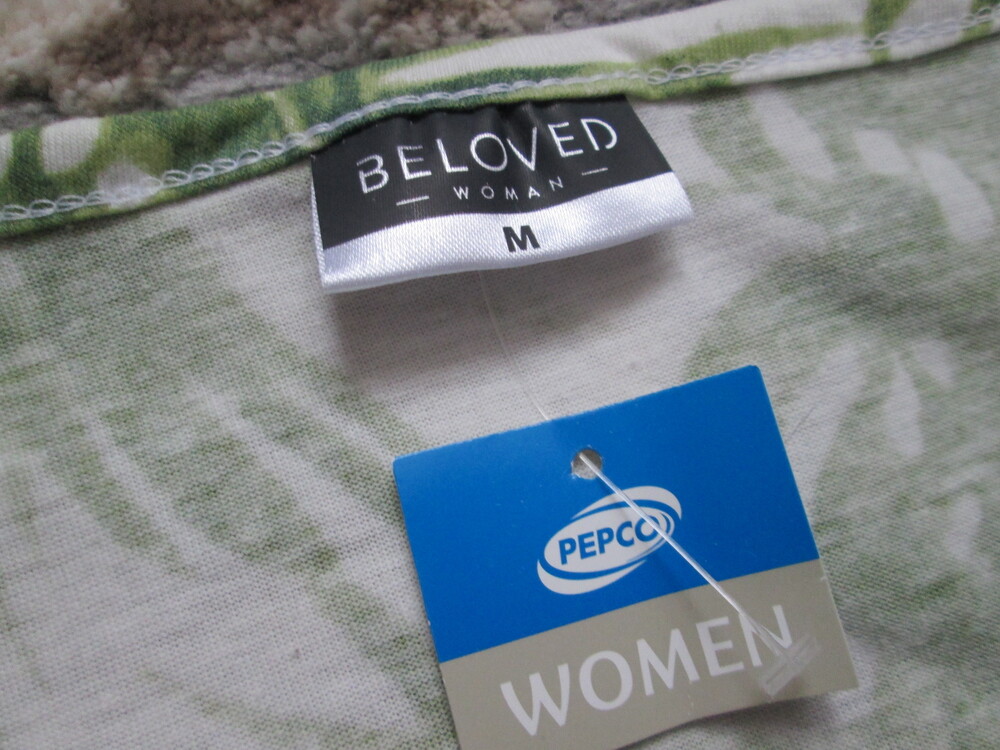 BELOVED
— WOMAN —
M
PEPCO
WOMEN